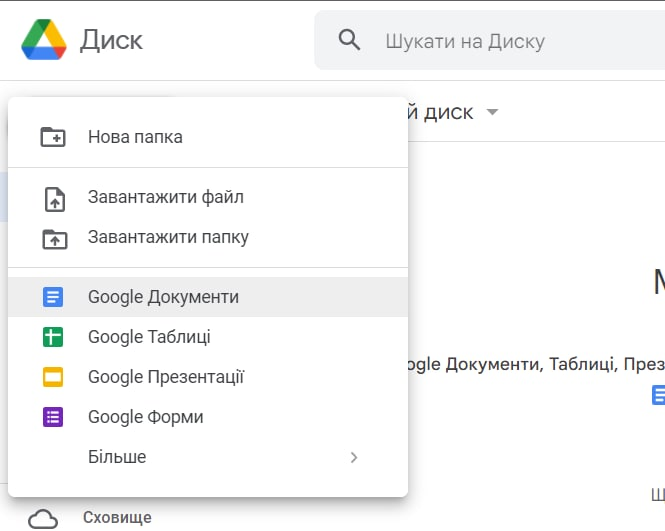 Диск
Шукати на Диску
й диск
Нова папка
Завантажити файл
Завантажити папку
Google Документи
Google Таблиці
ogle Документи, Таблиці, През
Google Презентації
Google Форми
Більше
Сховище